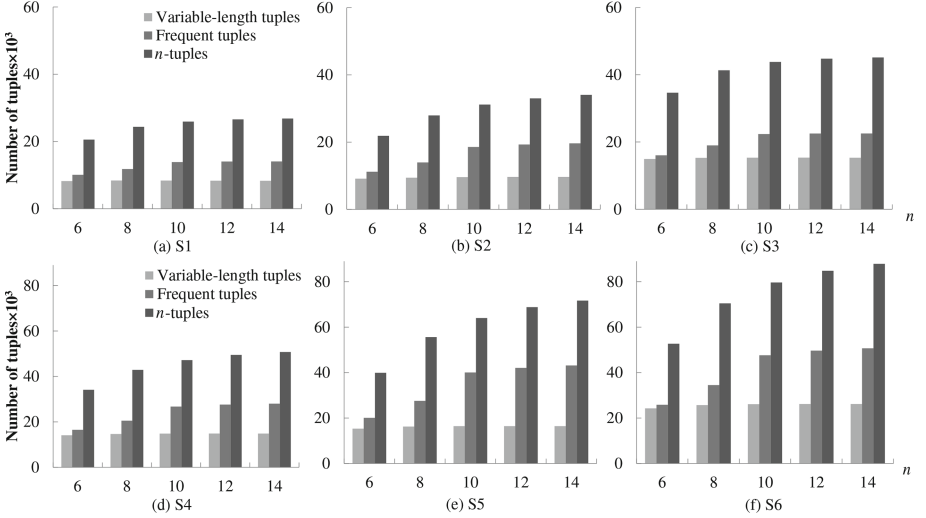 Number of tuples×10³
60
40
20
0
Variable-length tuples
Frequent tuples
n-tuples
6 8 10 12 14
(a) S1
60
40
20
0
6 8 10 12 14
(b) S2
60
40
20
0
6 8 10 12 14
n
(c) S3
Number of tuples×10³
80
60
40
20
0
Variable-length tuples
Frequent tuples
n-tuples
6 8 10 12 14
(d) S4
80
60
40
20
0
6 8 10 12 14
(e) S5
80
60
40
20
0
6 8 10 12 14
n
(f) S6